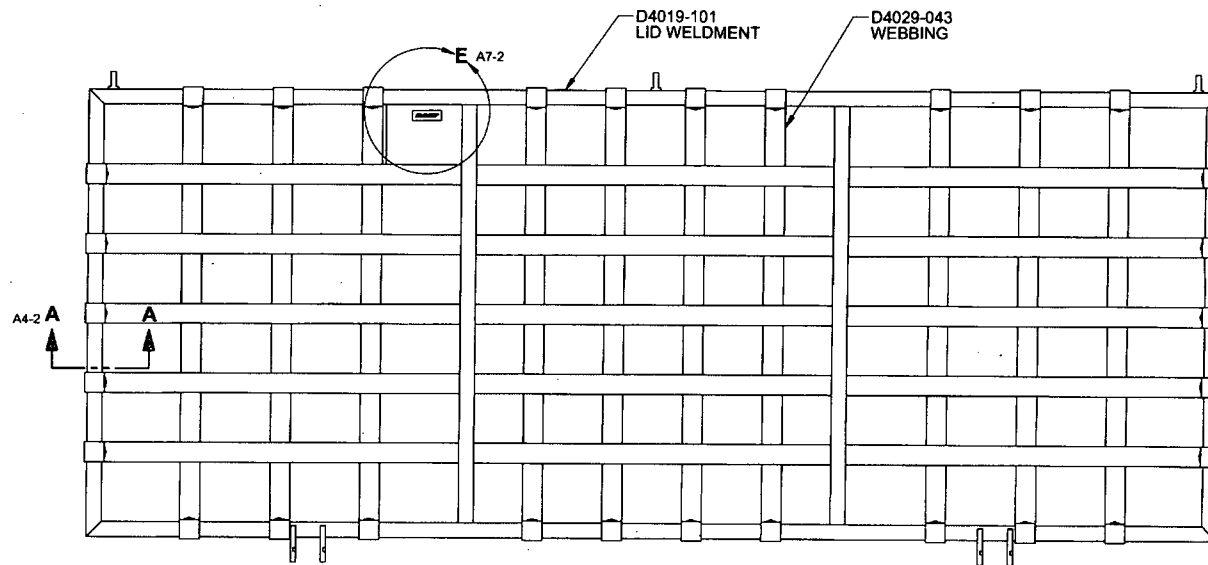 D4019-101
LID WELDMENT
D4029-043
WEBBING
E A7-2
A4-2 A A